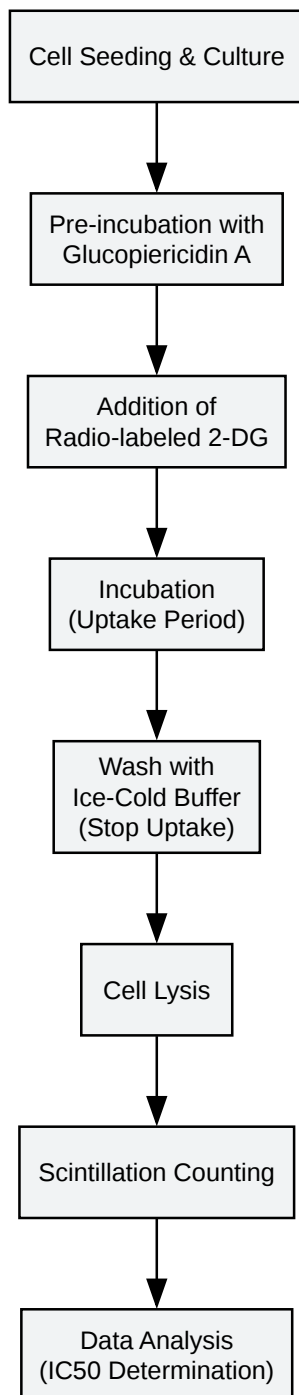 Cell Seeding & Culture
Pre-incubation with
Glucopiericidin A
Addition of
Radio-labeled 2-DG
Incubation
(Uptake Period)
Wash with
Ice-Cold Buffer
(Stop Uptake)
Cell Lysis
Scintillation Counting
Data Analysis
(IC50 Determination)